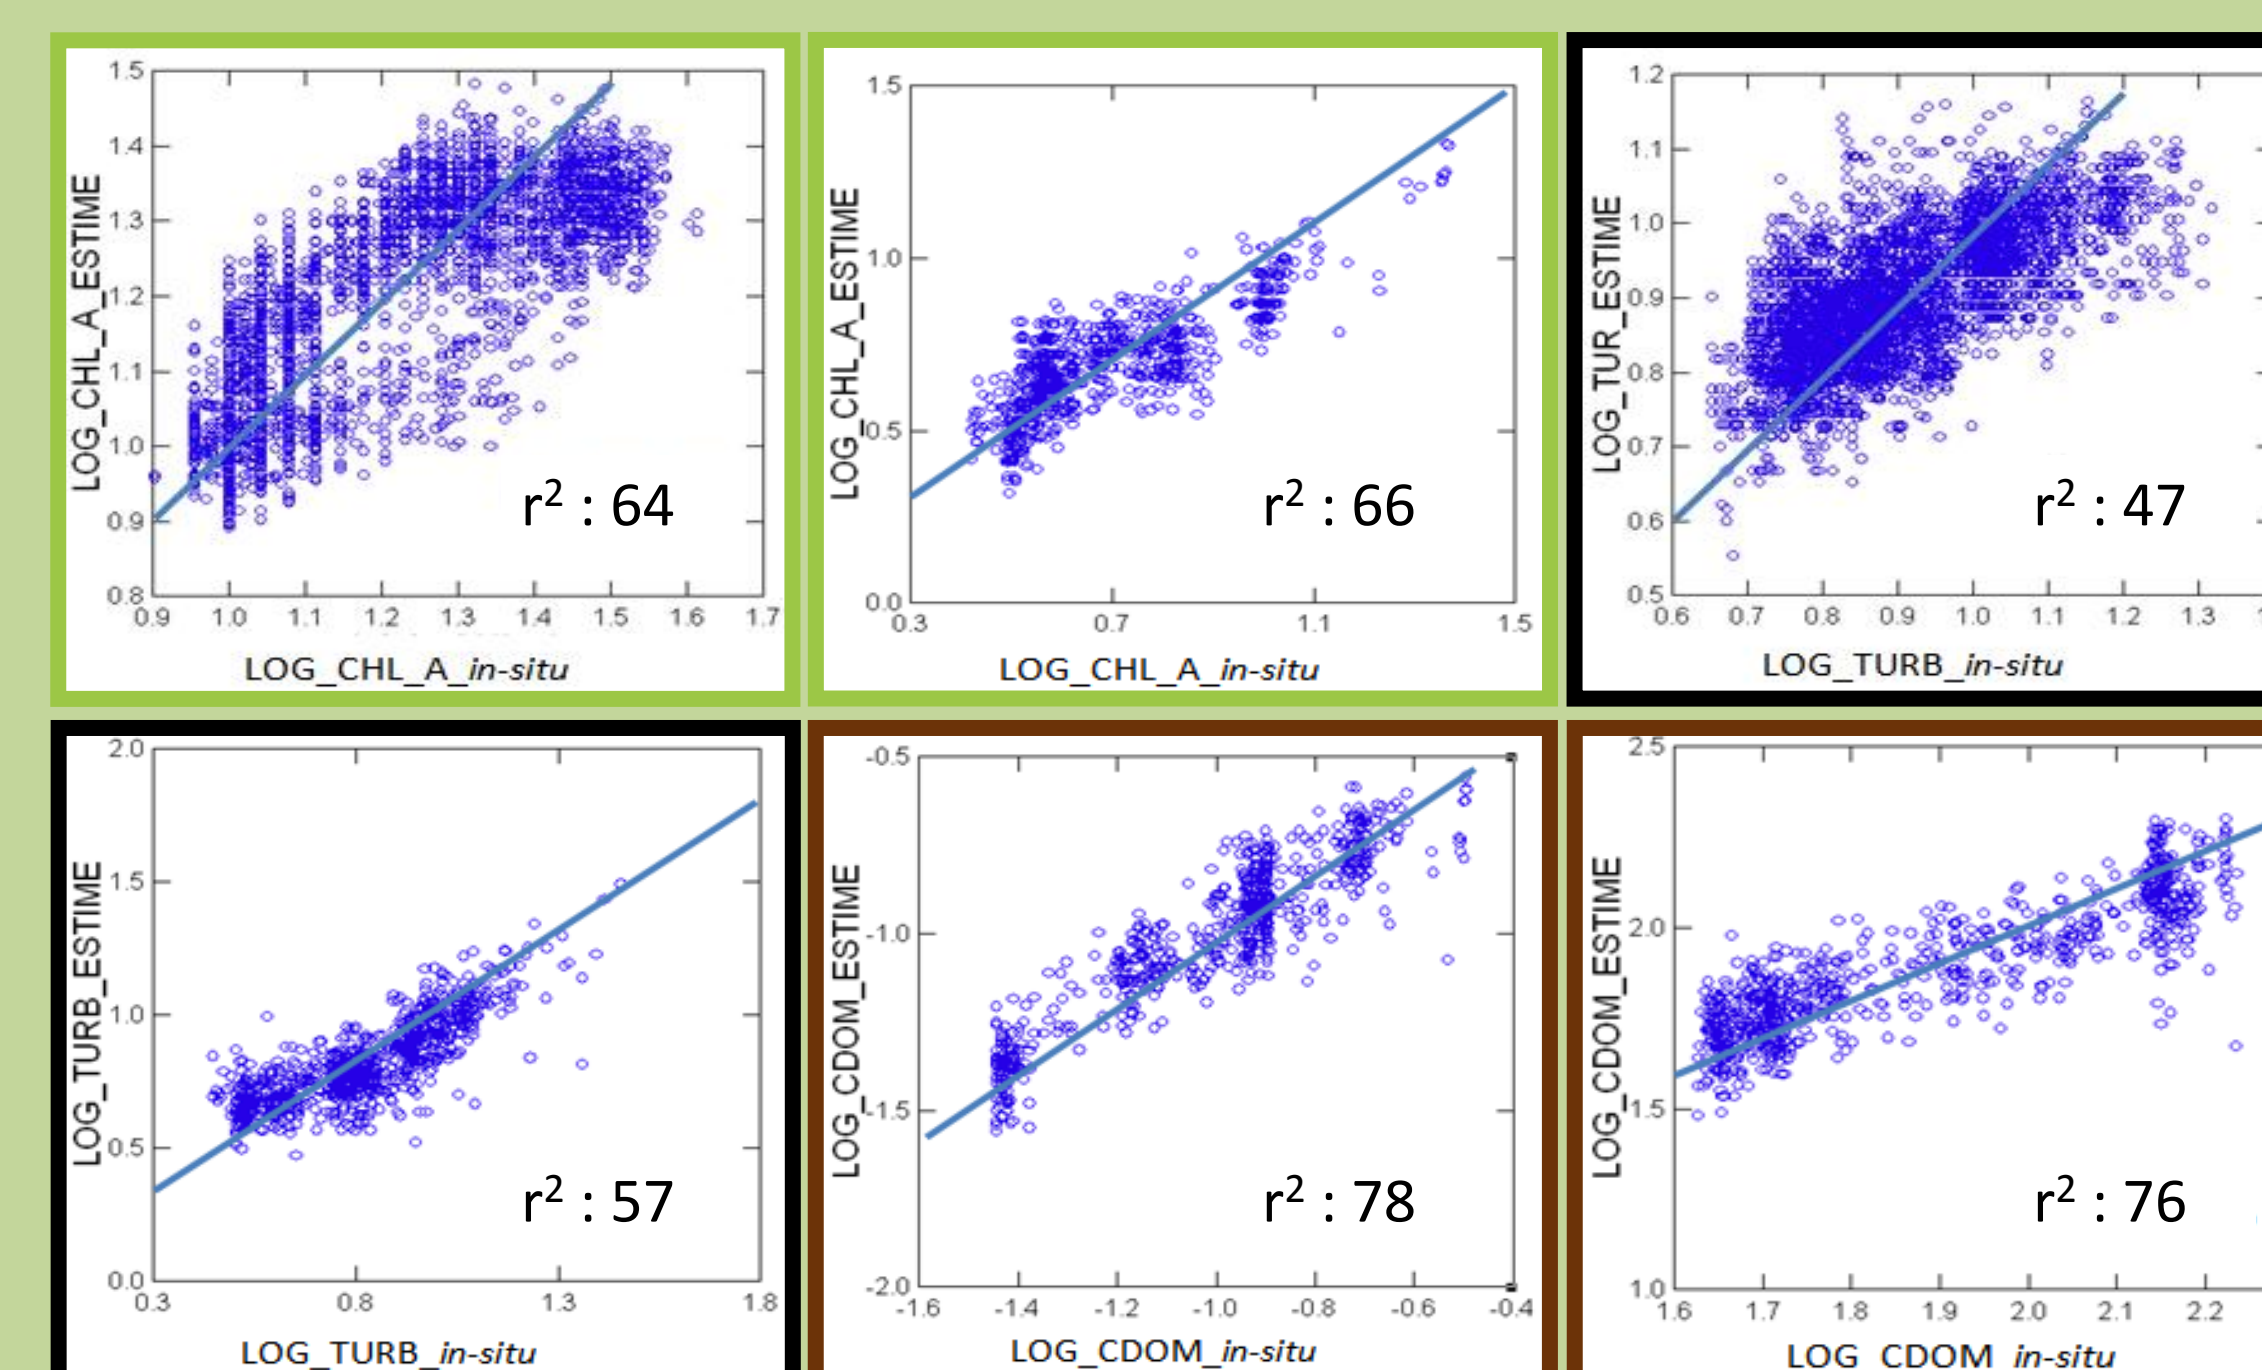 1.5
1.4
1.3
1.2
1.1
1.0
0.9
0.8
LOG_CHL_A_ESTIME
r² : 64
0.9 1.0 1.1 1.2 1.3 1.4 1.5 1.6 1.7
LOG_CHL_A_in-situ
1.5
1.0
0.5
0.0
LOG_CHL_A_ESTIME
r² : 66
0.3 0.7 1.1 1.5
LOG_CHL_A_in-situ
1.2
1.1
1.0
0.9
0.8
0.7
0.6
0.5
LOG_TUR_ESTIME
r² : 47
0.6 0.7 0.8 0.9 1.0 1.1 1.2 1.3
LOG_TURB_in-situ
2.0
1.5
1.0
0.5
0.0
LOG_TURB_ESTIME
r² : 57
0.3 0.8 1.3 1.8
LOG_TURB_in-situ
-0.5
-1.0
-1.5
-2.0
LOG_CDOM_ESTIME
r² : 78
-1.6 -1.4 -1.2 -1.0 -0.8 -0.6 -0.4
LOG_CDOM_in-situ
2.5
2.0
1.5
1.0
LOG_CDOM_ESTIME
r² : 76
1.6 1.7 1.8 1.9 2.0 2.1 2.2
LOG_CDOM_in-situ